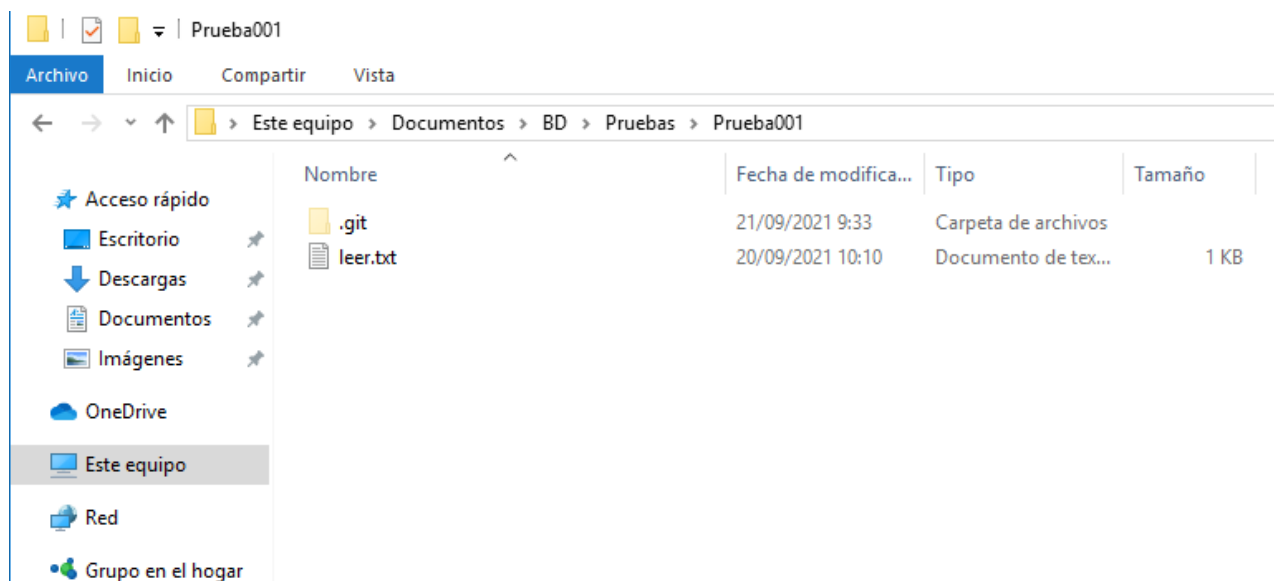 Prueba001
Archivo Inicio Compartir Vista
Este equipo > Documentos > BD > Pruebas > Prueba001
Nombre Fecha de modifica... Tipo Tamaño
Acceso rápido
.git 21/09/2021 9:33 Carpeta de archivos
Escritorio
leer.txt 20/09/2021 10:10 Documento de tex... 1 KB
Descargas
Documentos
Imágenes
OneDrive
Este equipo
Red
Grupo en el hogar